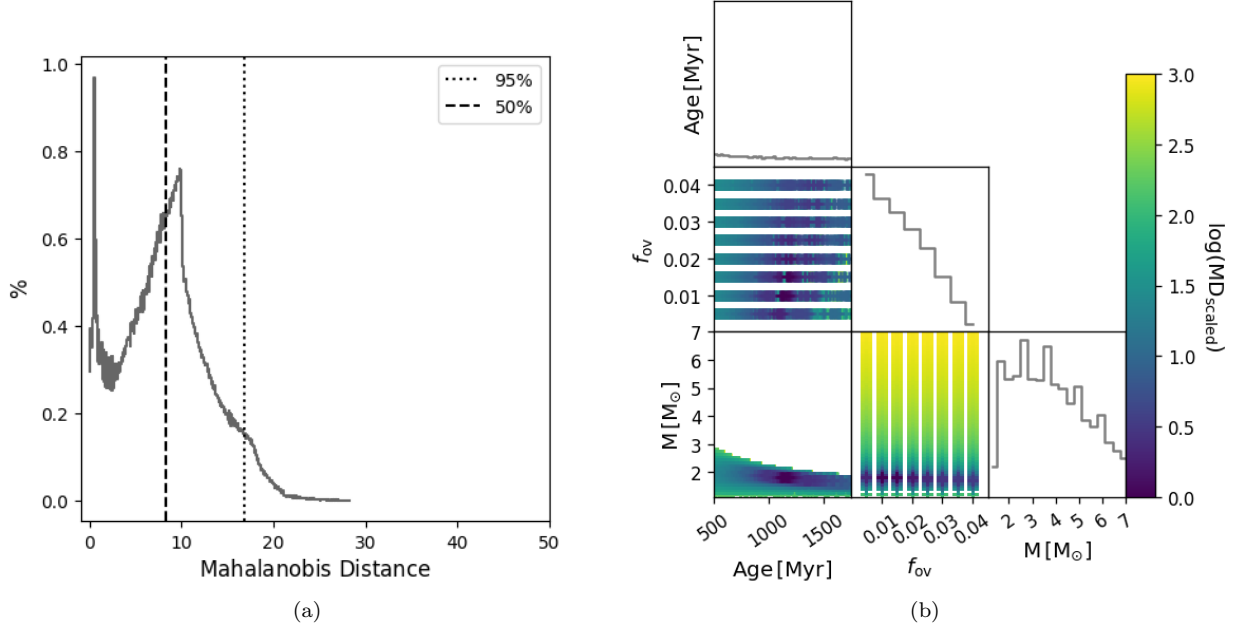 1.0
0.8
0.6
0.4
0.2
0.0
%
0 10 20 30 40 50
Mahalanobis Distance
95%
50%
(a)
Age [Myr]
0.04
0.03
0.02
0.01
f_ov
7
6
5
4
3
2
M [M_⊙]
500 1000 1500
Age [Myr]
0.01 0.02 0.03 0.04
f_ov
2 3 4 5 6 7
M [M_⊙]
3.0
2.5
2.0
1.5
1.0
0.5
0.0
log(MD_scaled)
(b)